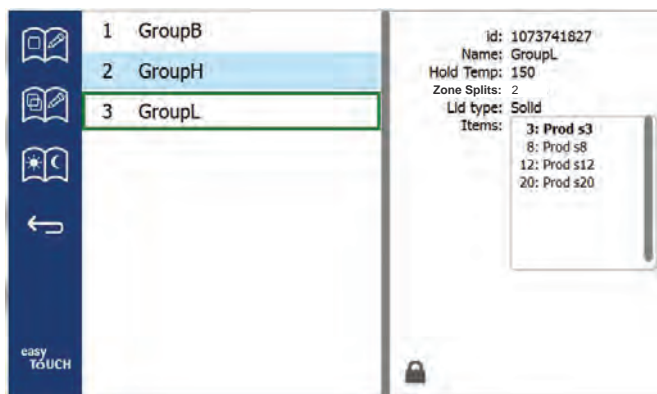 1 GroupB
2 GroupH
3 GroupL
easy
TOUCH
id: 1073741827
Name: GroupL
Hold Temp: 150
Zone Splits: 2
Lid type: Solid
Items:
3: Prod s3
8: Prod s8
12: Prod s12
20: Prod s20